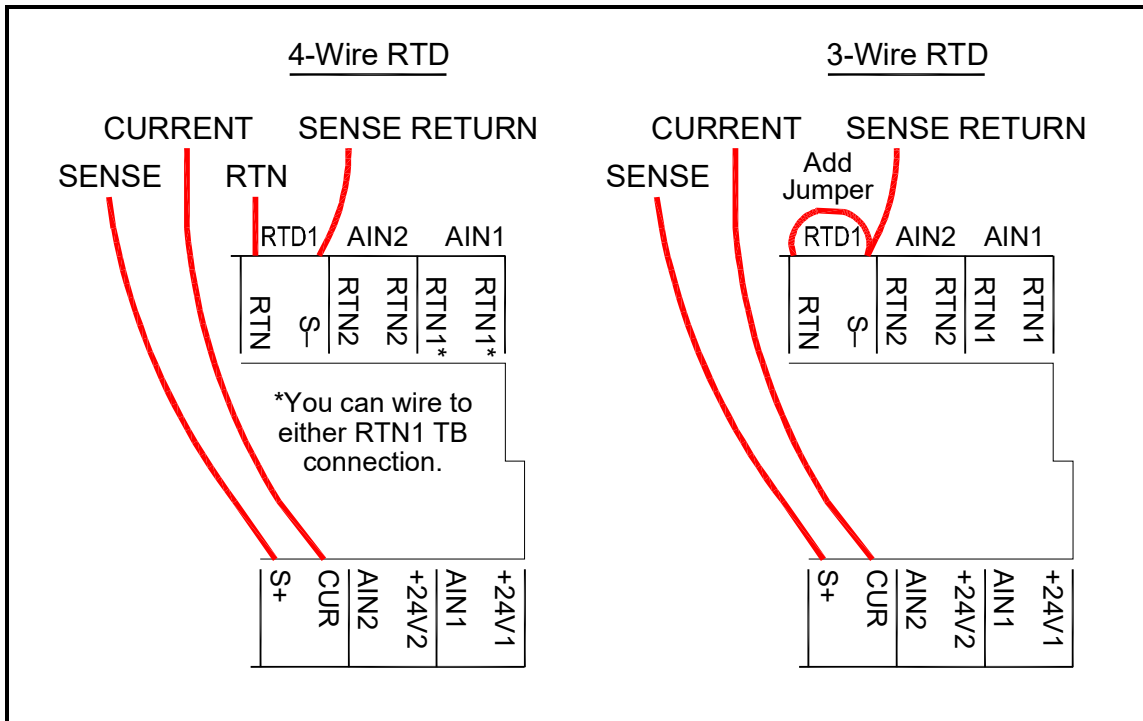 4-Wire RTD
CURRENT SENSE RETURN
SENSE RTN
RTD1 AIN2 AIN1
RTN S– RTN2 RTN2 RTN1* RTN1*
*You can wire to
either RTN1 TB
connection.
S+ CUR AIN2 +24V2 AIN1 +24V1
3-Wire RTD
CURRENT SENSE RETURN
SENSE
Add
Jumper
RTD1 AIN2 AIN1
RTN S– RTN2 RTN2 RTN1 RTN1
S+ CUR AIN2 +24V2 AIN1 +24V1